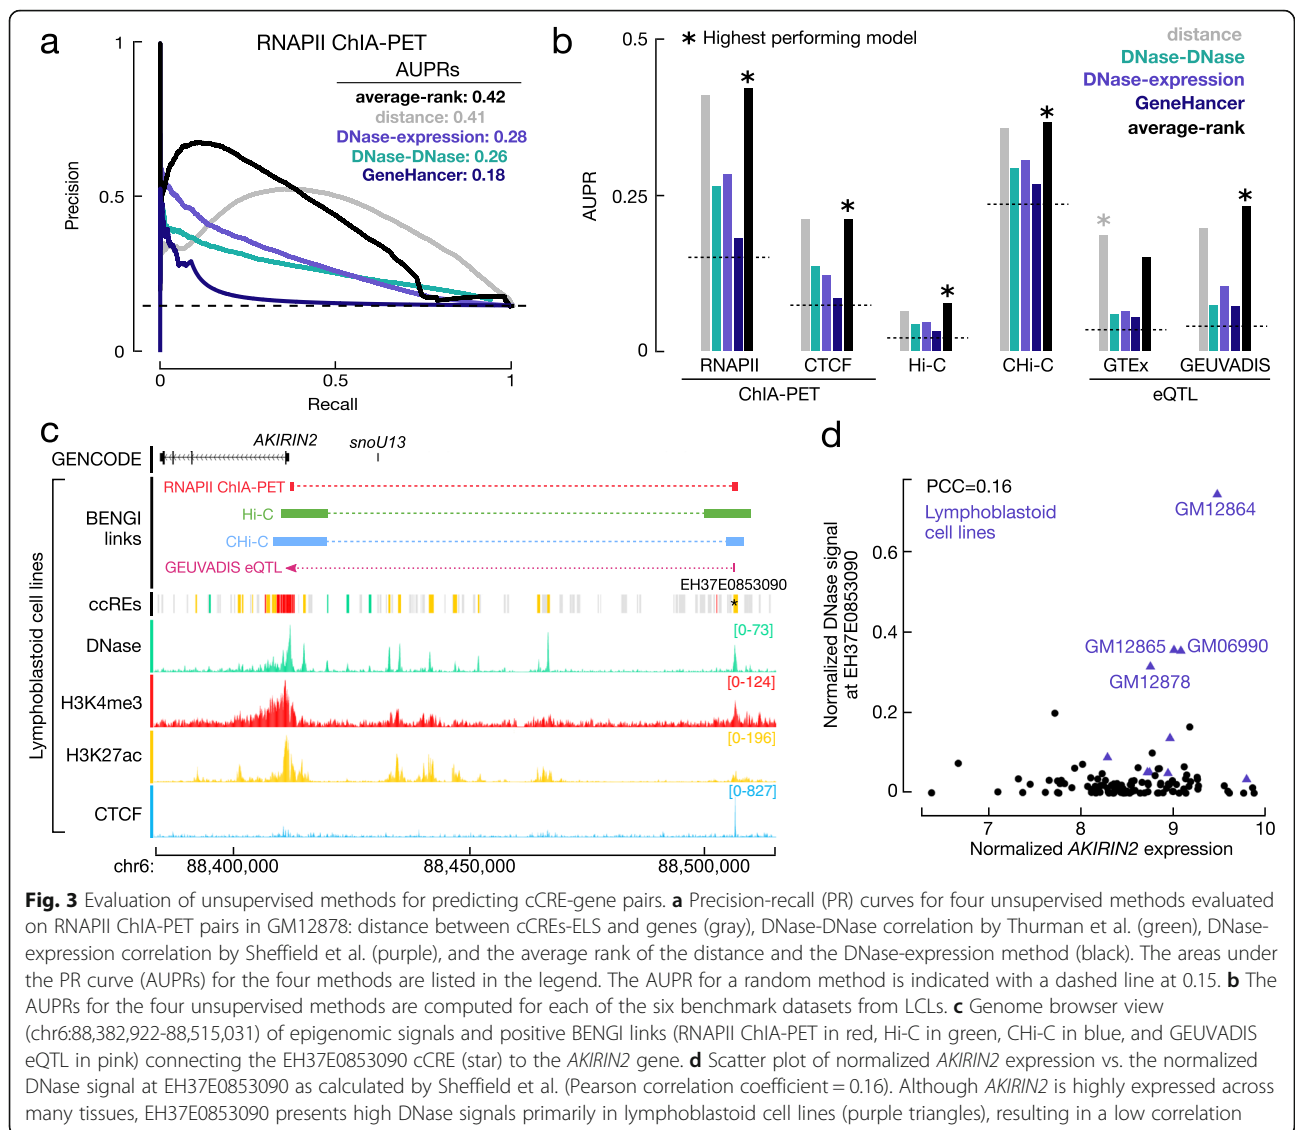 a
RNAPII ChIA-PET
AUPRs
average-rank: 0.42
distance: 0.41
DNase-expression: 0.28
DNase-DNase: 0.26
GeneHancer: 0.18
Precision
1
0.5
0
0
0.5
1
Recall
b
* Highest performing model
distance
DNase-DNase
DNase-expression
GeneHancer
average-rank
AUPR
0.5
0.25
0
*
*
*
*
*
*
RNAPII
CTCF
Hi-C
CHi-C
GTEx
GEUVADIS
ChIA-PET
eQTL
c
AKIRIN2
snoU13
GENCODE
Lymphoblastoid cell lines
BENGI
links
RNAPII ChIA-PET
Hi-C
CHi-C
GEUVADIS eQTL
EH37E0853090
ccREs
*
DNase
[0-73]
H3K4me3
[0-124]
H3K27ac
[0-196]
CTCF
[0-827]
chr6:
88,400,000
88,450,000
88,500,000
d
PCC=0.16
Lymphoblastoid
cell lines
GM12864
GM12865
GM06990
GM12878
Normalized DNase signal
at EH37E0853090
0.6
0.4
0.2
0
7
8
9
10
Normalized AKIRIN2 expression
Fig. 3 Evaluation of unsupervised methods for predicting cCRE-gene pairs. a Precision-recall (PR) curves for four unsupervised methods evaluated
on RNAPII ChIA-PET pairs in GM12878: distance between cCREs-ELS and genes (gray), DNase-DNase correlation by Thurman et al. (green), DNase-
expression correlation by Sheffield et al. (purple), and the average rank of the distance and the DNase-expression method (black). The areas under
the PR curve (AUPRs) for the four methods are listed in the legend. The AUPR for a random method is indicated with a dashed line at 0.15. b The
AUPRs for the four unsupervised methods are computed for each of the six benchmark datasets from LCLs. c Genome browser view
(chr6:88,382,922-88,515,031) of epigenomic signals and positive BENGI links (RNAPII ChIA-PET in red, Hi-C in green, CHi-C in blue, and GEUVADIS
eQTL in pink) connecting the EH37E0853090 cCRE (star) to the AKIRIN2 gene. d Scatter plot of normalized AKIRIN2 expression vs. the normalized
DNase signal at EH37E0853090 as calculated by Sheffield et al. (Pearson correlation coefficient = 0.16). Although AKIRIN2 is highly expressed across
many tissues, EH37E0853090 presents high DNase signals primarily in lymphoblastoid cell lines (purple triangles), resulting in a low correlation